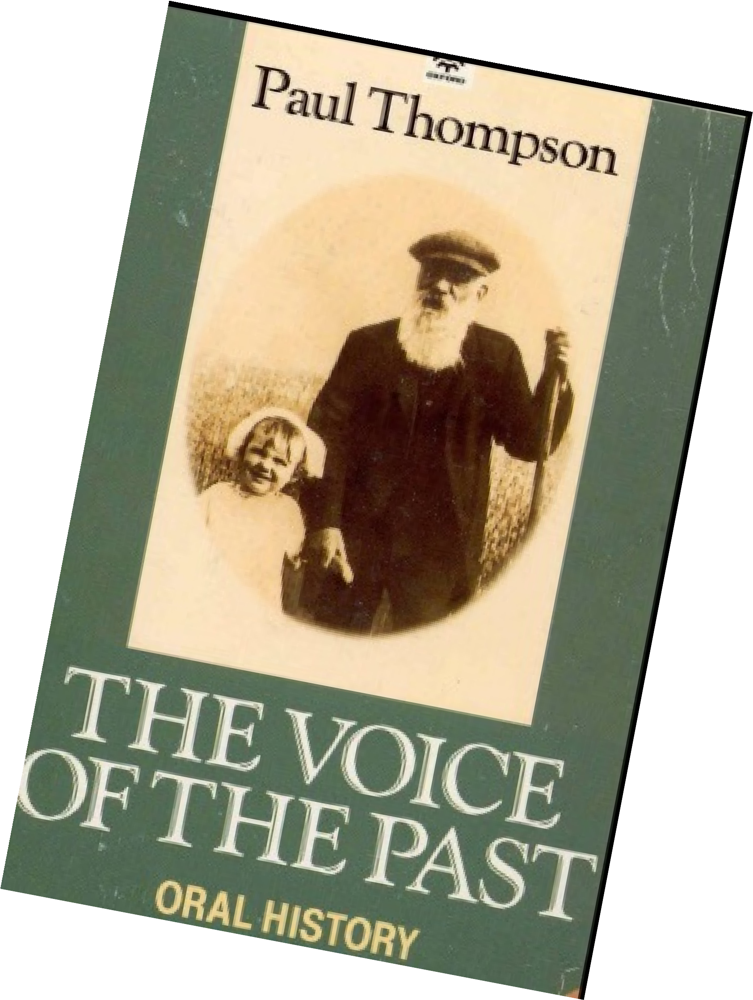 Paul Thompson
THE VOICE
OF THE PAST
ORAL HISTORY